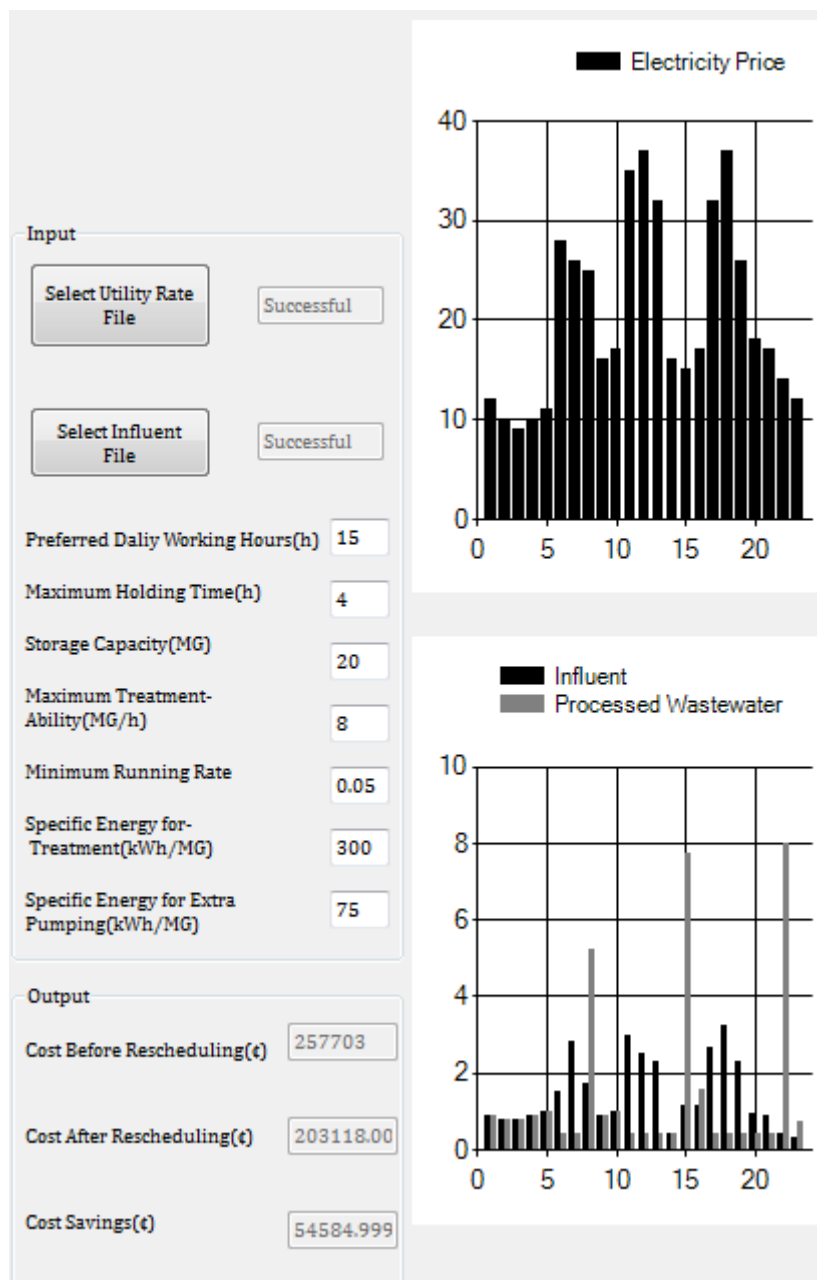 Input
Select Utility Rate
File
Successful
Select Influent
File
Successful
Preferred Daliy Working Hours(h) 15
Maximum Holding Time(h)
4
Storage Capacity(MG)
20
Maximum Treatment-
Ability(MG/h)
8
Minimum Running Rate
0.05
Specific Energy for-
Treatment(kWh/MG)
300
Specific Energy for Extra
Pumping(kWh/MG)
75
Output
Cost Before Rescheduling(¢)
257703
Cost After Rescheduling(¢)
203118.00
Cost Savings(¢)
54584.999
Electricity Price
40
30
20
10
0
0 5 10 15 20
Influent
Processed Wastewater
10
8
6
4
2
0
0 5 10 15 20